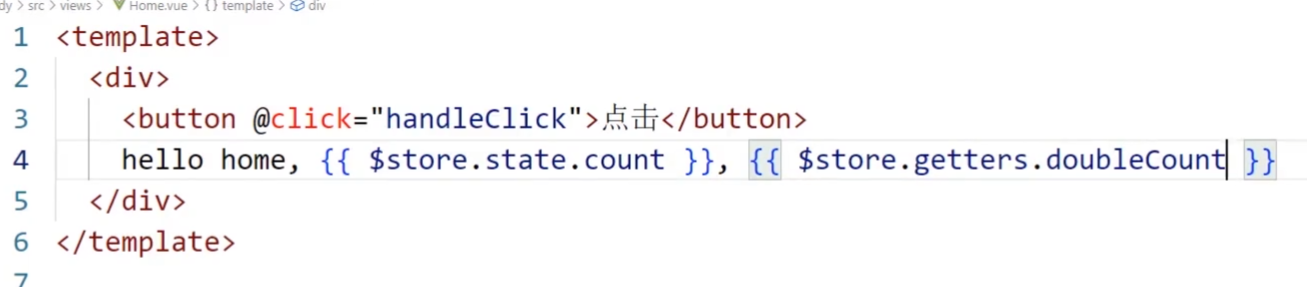 dy > src > views > Home.vue > {} template > div
1 <template>
2 <div>
3 <button @click="handleClick">点击</button>
4 hello home, {{ $store.state.count }}, {{ $store.getters.doubleCount }}
5 </div>
6 </template>
7